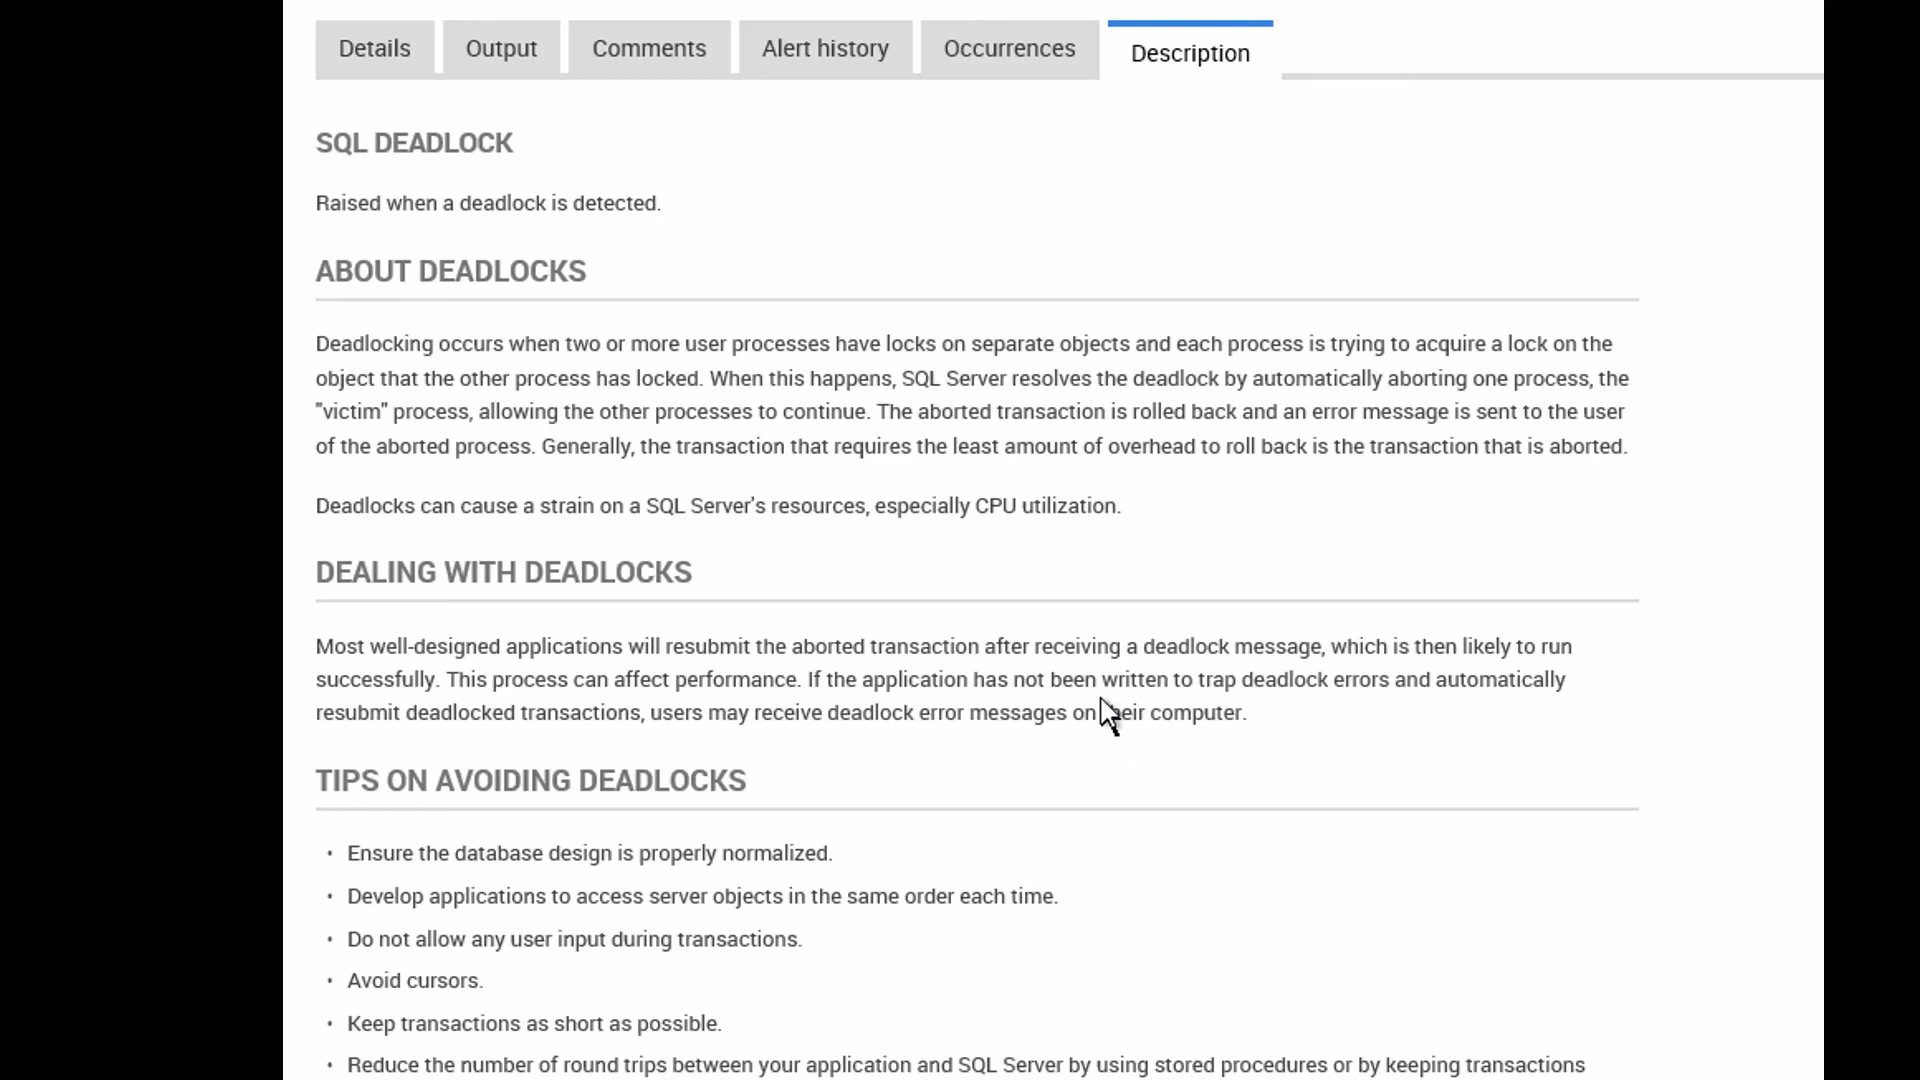 Details Output Comments Alert history Occurrences Description
SQL DEADLOCK
Raised when a deadlock is detected.
ABOUT DEADLOCKS
Deadlocking occurs when two or more user processes have locks on separate objects and each process is trying to acquire a lock on the
object that the other process has locked. When this happens, SQL Server resolves the deadlock by automatically aborting one process, the
"victim" process, allowing the other processes to continue. The aborted transaction is rolled back and an error message is sent to the user
of the aborted process. Generally, the transaction that requires the least amount of overhead to roll back is the transaction that is aborted.
Deadlocks can cause a strain on a SQL Server's resources, especially CPU utilization.
DEALING WITH DEADLOCKS
Most well-designed applications will resubmit the aborted transaction after receiving a deadlock message, which is then likely to run
successfully. This process can affect performance. If the application has not been written to trap deadlock errors and automatically
resubmit deadlocked transactions, users may receive deadlock error messages on their computer.
TIPS ON AVOIDING DEADLOCKS
• Ensure the database design is properly normalized.
• Develop applications to access server objects in the same order each time.
• Do not allow any user input during transactions.
• Avoid cursors.
• Keep transactions as short as possible.
• Reduce the number of round trips between your application and SQL Server by using stored procedures or by keeping transactions